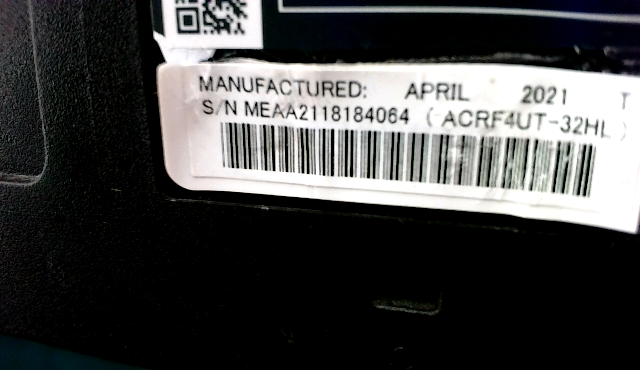 MANUFACTURED: APRIL 2021 T
S/N MEAA2118184064 (ACRF4UT-32HL)